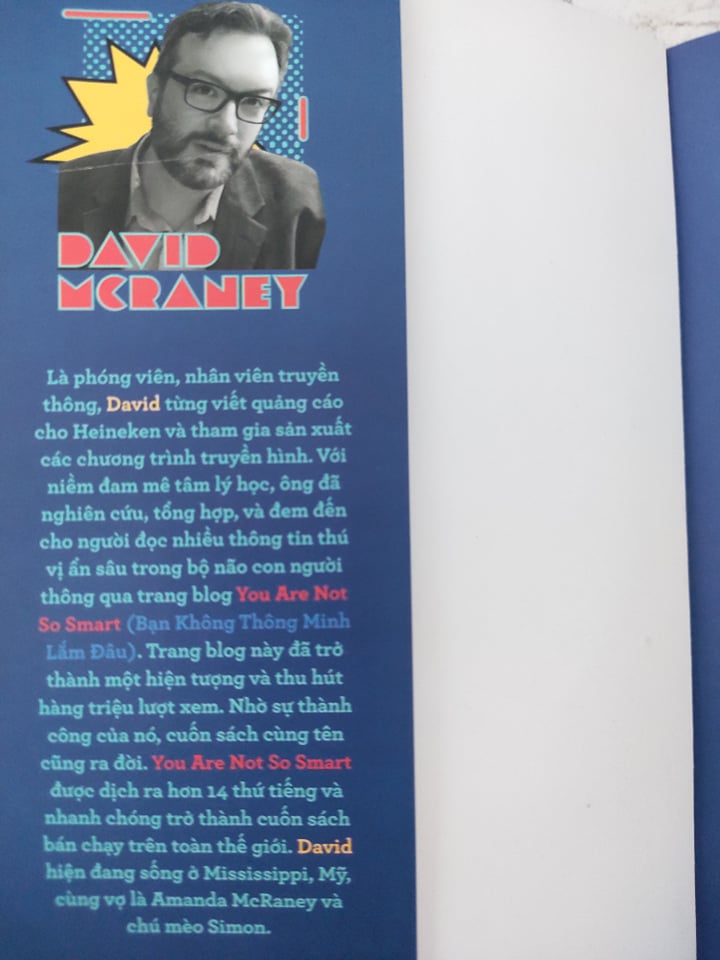 DAVID
MCRANEY
Là phóng viên, nhân viên truyền
thông, David từng viết quảng cáo
cho Heineken và tham gia sản xuất
các chương trình truyền hình. Với
niềm đam mê tâm lý học, ông đã
nghiên cứu, tổng hợp, và đem đến
cho người đọc nhiều thông tin thú
vị ẩn sâu trong bộ não con người
thông qua trang blog You Are Not
So Smart (Bạn Không Thông Minh
Lắm Đâu). Trang blog này đã trở
thành một hiện tượng và thu hút
hàng triệu lượt xem. Nhờ sự thành
công của nó, cuốn sách cùng tên
cũng ra đời. You Are Not So Smart
được dịch ra hơn 14 thứ tiếng và
nhanh chóng trở thành cuốn sách
bán chạy trên toàn thế giới. David
hiện đang sống ở Mississippi, Mỹ,
cùng vợ là Amanda McRaney và
chú mèo Simon.